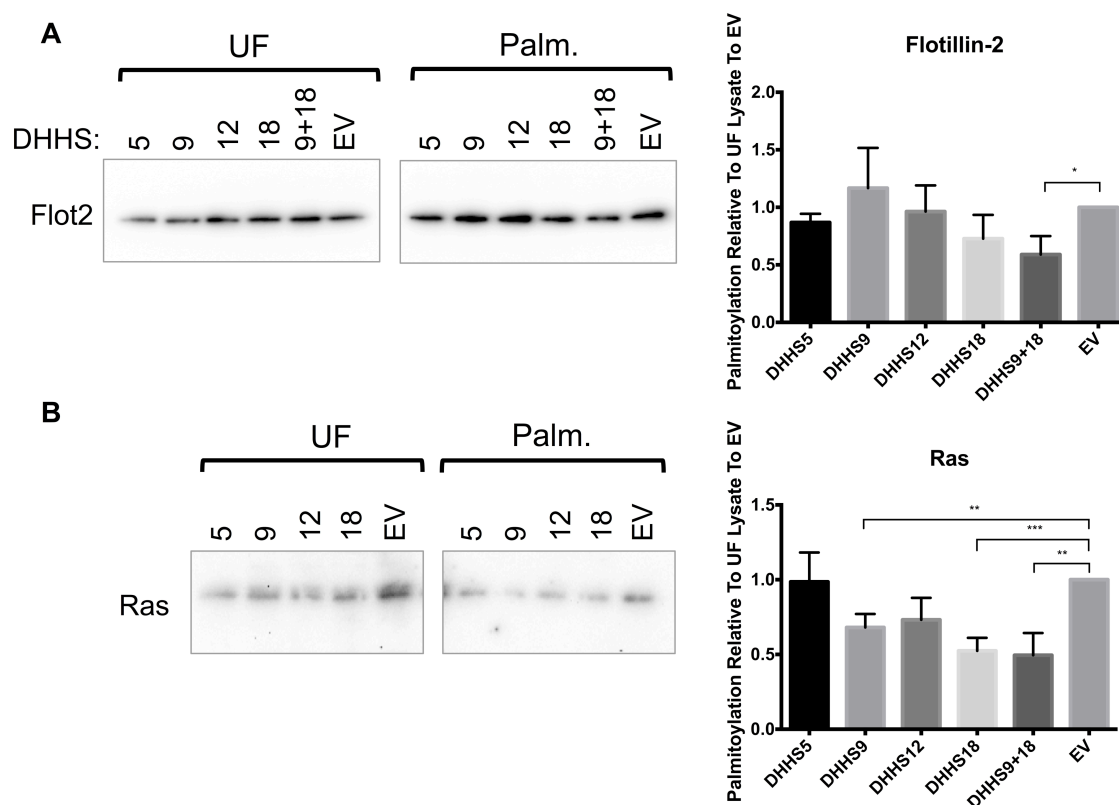 A
UF
Palm.
DHHS:
5 9 12 18 9+18 EV
5 9 12 18 9+18 EV
Flot2
Flotillin-2
Palmitoylation Relative To UF Lysate To EV
2.0
1.5
1.0
0.5
0.0
*
DHHS5 DHHS9 DHHS12 DHHS18 DHHS9+18 EV
B
UF
Palm.
5 9 12 18 EV
5 9 12 18 EV
Ras
Ras
Palmitoylation Relative To UF Lysate To EV
1.5
1.0
0.5
0.0
**
***
**
DHHS5 DHHS9 DHHS12 DHHS18 DHHS9+18 EV